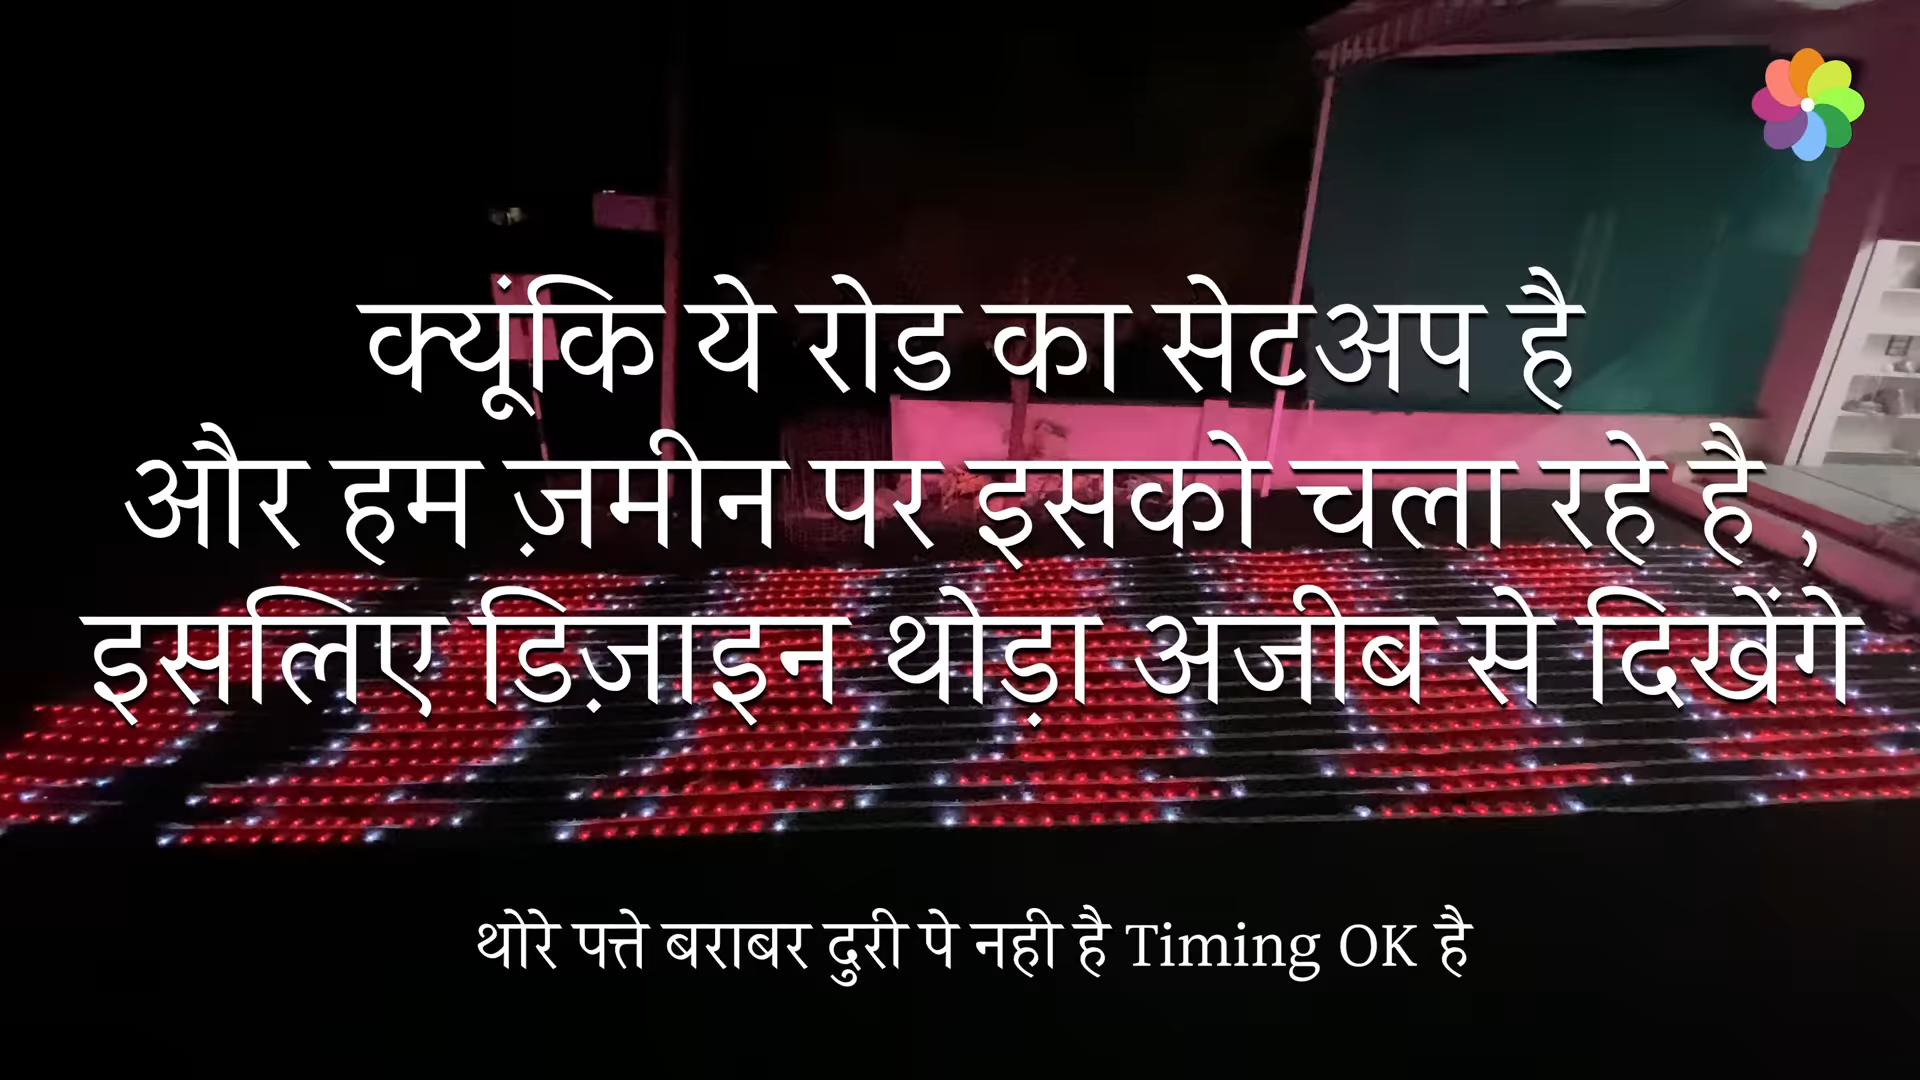 क्यूंकि ये रोड का सेटअप है
और हम ज़मीन पर इसको चला रहे है ,
इसलिए डिज़ाइन थोड़ा अजीब से दिखेंगे
थोरे पत्ते बराबर दुरी पे नही है Timing OK है